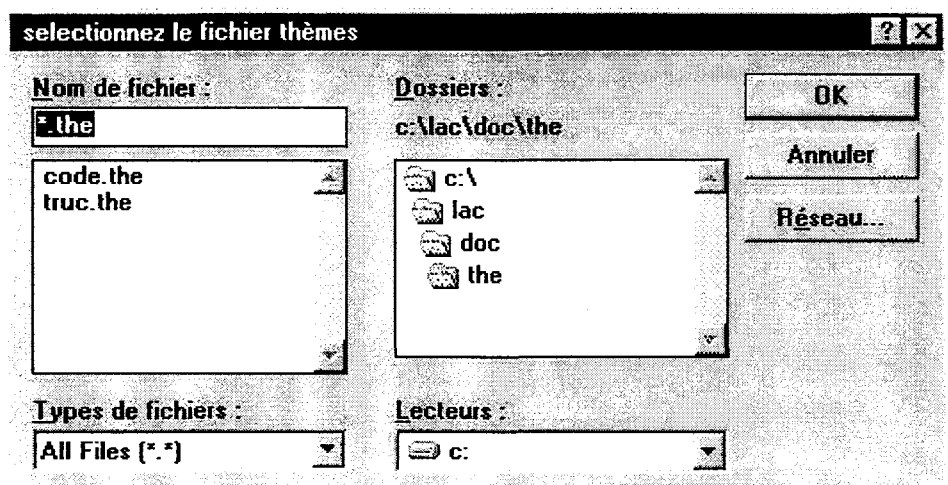 selectionnez le fichier thèmes
Nom de fichier :
*.the
code.the
truc.the
Types de fichiers :
All Files (*.*)
Dossiers :
c:\lac\doc\the
c:\
lac
doc
the
Lecteurs :
c:
OK
Annuler
Réseau...